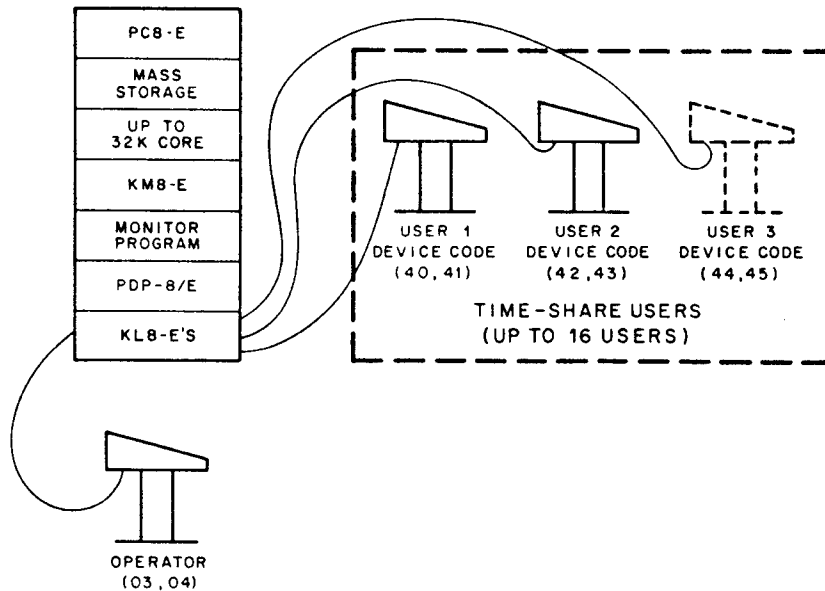 PC8-E
MASS
STORAGE
UP TO
32K CORE
KM8-E
MONITOR
PROGRAM
PDP-8/E
KL8-E'S
USER 1
DEVICE CODE
(40,41)
USER 2
DEVICE CODE
(42,43)
USER 3
DEVICE CODE
(44,45)
TIME-SHARE USERS
(UP TO 16 USERS)
OPERATOR
(03,04)